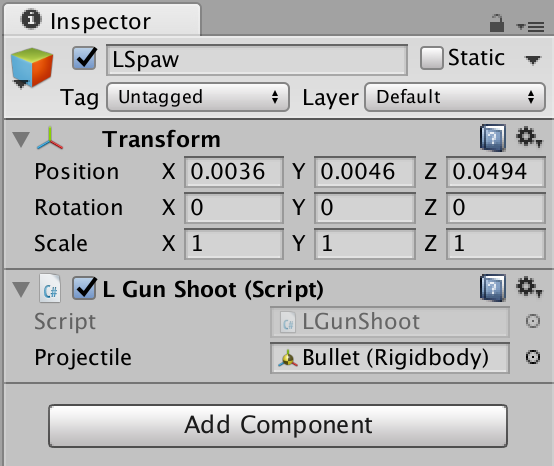 Inspector
LSpaw Static
Tag Untagged Layer Default
Transform
Position X 0.0036 Y 0.0046 Z 0.0494
Rotation X 0 Y 0 Z 0
Scale X 1 Y 1 Z 1
C# L Gun Shoot (Script)
Script C# LGunShoot
Projectile Bullet (Rigidbody)
Add Component